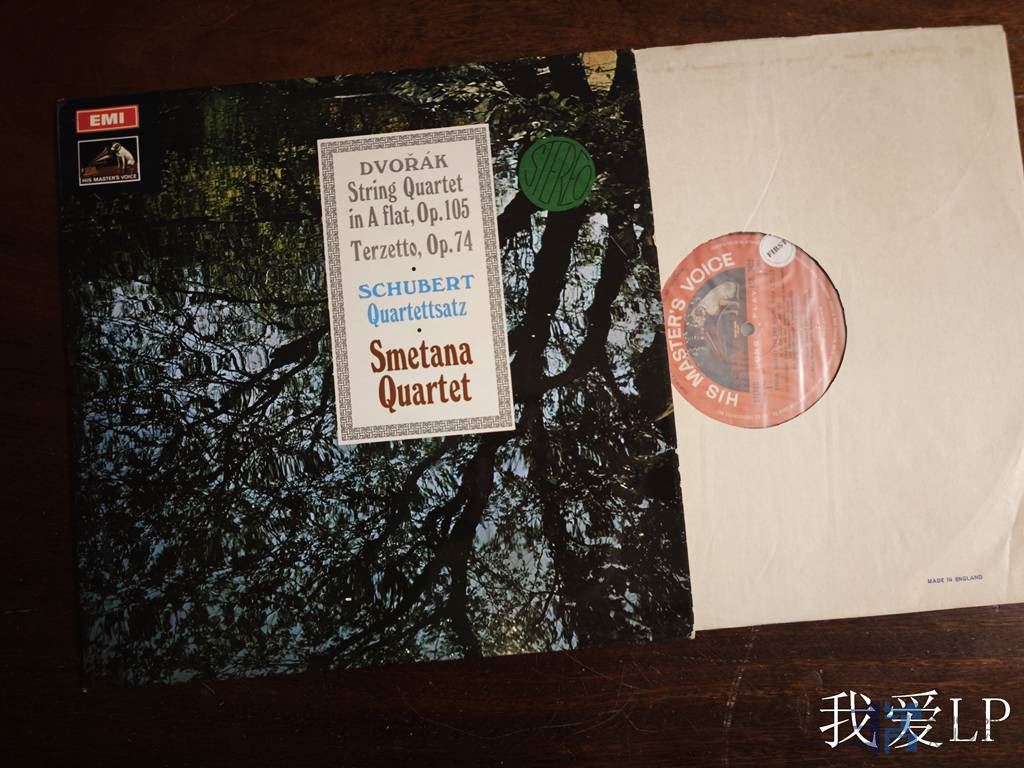 EMI
HIS MASTER'S VOICE
DVOŘÁK
String Quartet
in A flat, Op. 105
Terzetto, Op. 74
SCHUBERT
Quartettsatz
Smetana
Quartet
STEREO
HIS MASTER'S VOICE
MADE IN ENGLAND
我爱LP